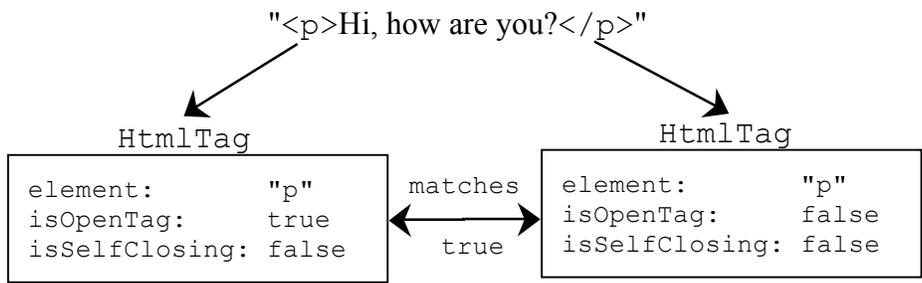 "<p>Hi, how are you?</p>"
HtmlTag
element: "p"
isOpenTag: true
isSelfClosing: false
matches
true
HtmlTag
element: "p"
isOpenTag: false
isSelfClosing: false